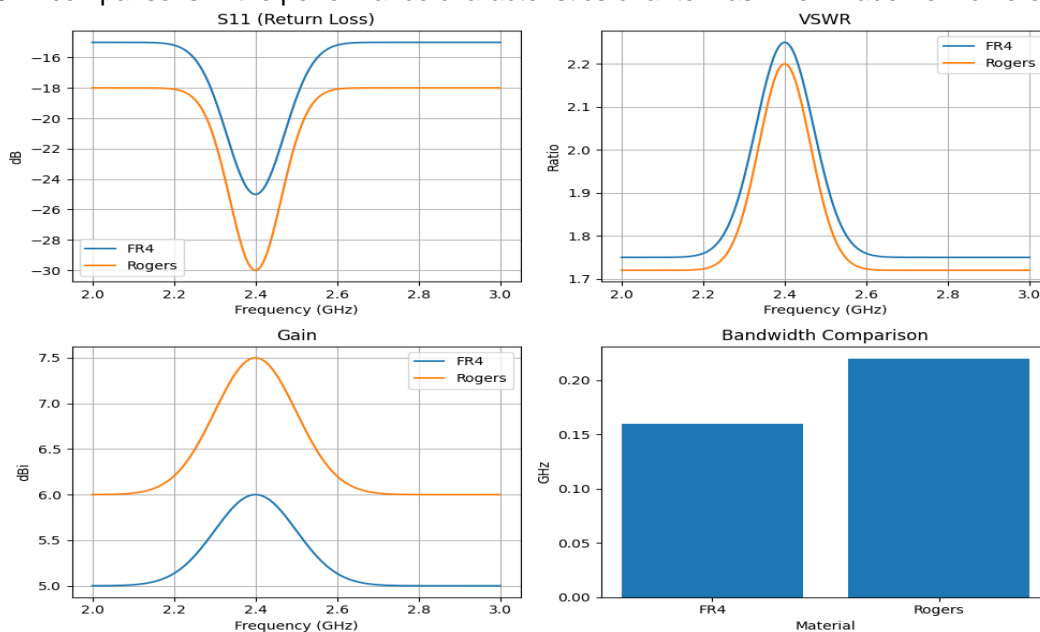 S11 (Return Loss)
−16
−18
−20
−22
−24
−26
−28
−30
dB
FR4
Rogers
2.0 2.2 2.4 2.6 2.8 3.0
Frequency (GHz)
VSWR
2.2
2.1
2.0
1.9
1.8
1.7
Ratio
FR4
Rogers
2.0 2.2 2.4 2.6 2.8 3.0
Frequency (GHz)
Gain
7.5
7.0
6.5
6.0
5.5
5.0
dBi
FR4
Rogers
2.0 2.2 2.4 2.6 2.8 3.0
Frequency (GHz)
Bandwidth Comparison
0.20
0.15
0.10
0.05
0.00
GHz
FR4 Rogers
Material